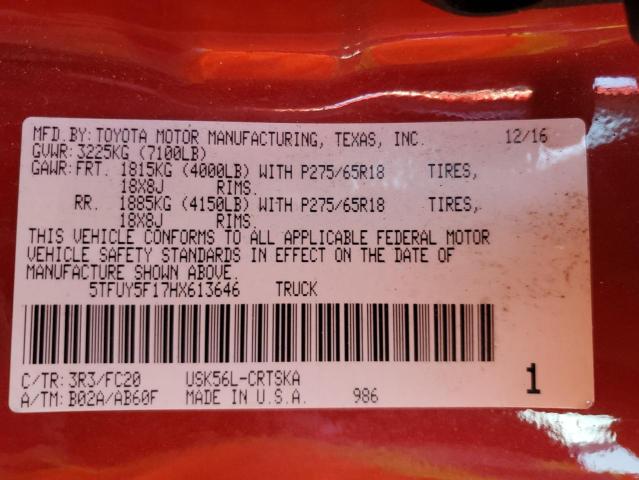 MFD.BY:TOYOTA MOTOR MANUFACTURING, TEXAS, INC. 12/16
GVWR: 3225KG (7100LB)
GAWR:FRT. 1815KG (4000LB) WITH P275/65R18 TIRES,
18X8J RIMS.
RR. 1885KG (4150LB) WITH P275/65R18 TIRES,
18X8J RIMS.
THIS VEHICLE CONFORMS TO ALL APPLICABLE FEDERAL MOTOR
VEHICLE SAFETY STANDARDS IN EFFECT ON THE DATE OF
MANUFACTURE SHOWN ABOVE.
5TFUY5F17HX613646 TRUCK
C/TR: 3R3/FC20 USK56L-CRTSKA
A/TM: B02A/AB60F MADE IN U.S.A. 986 1